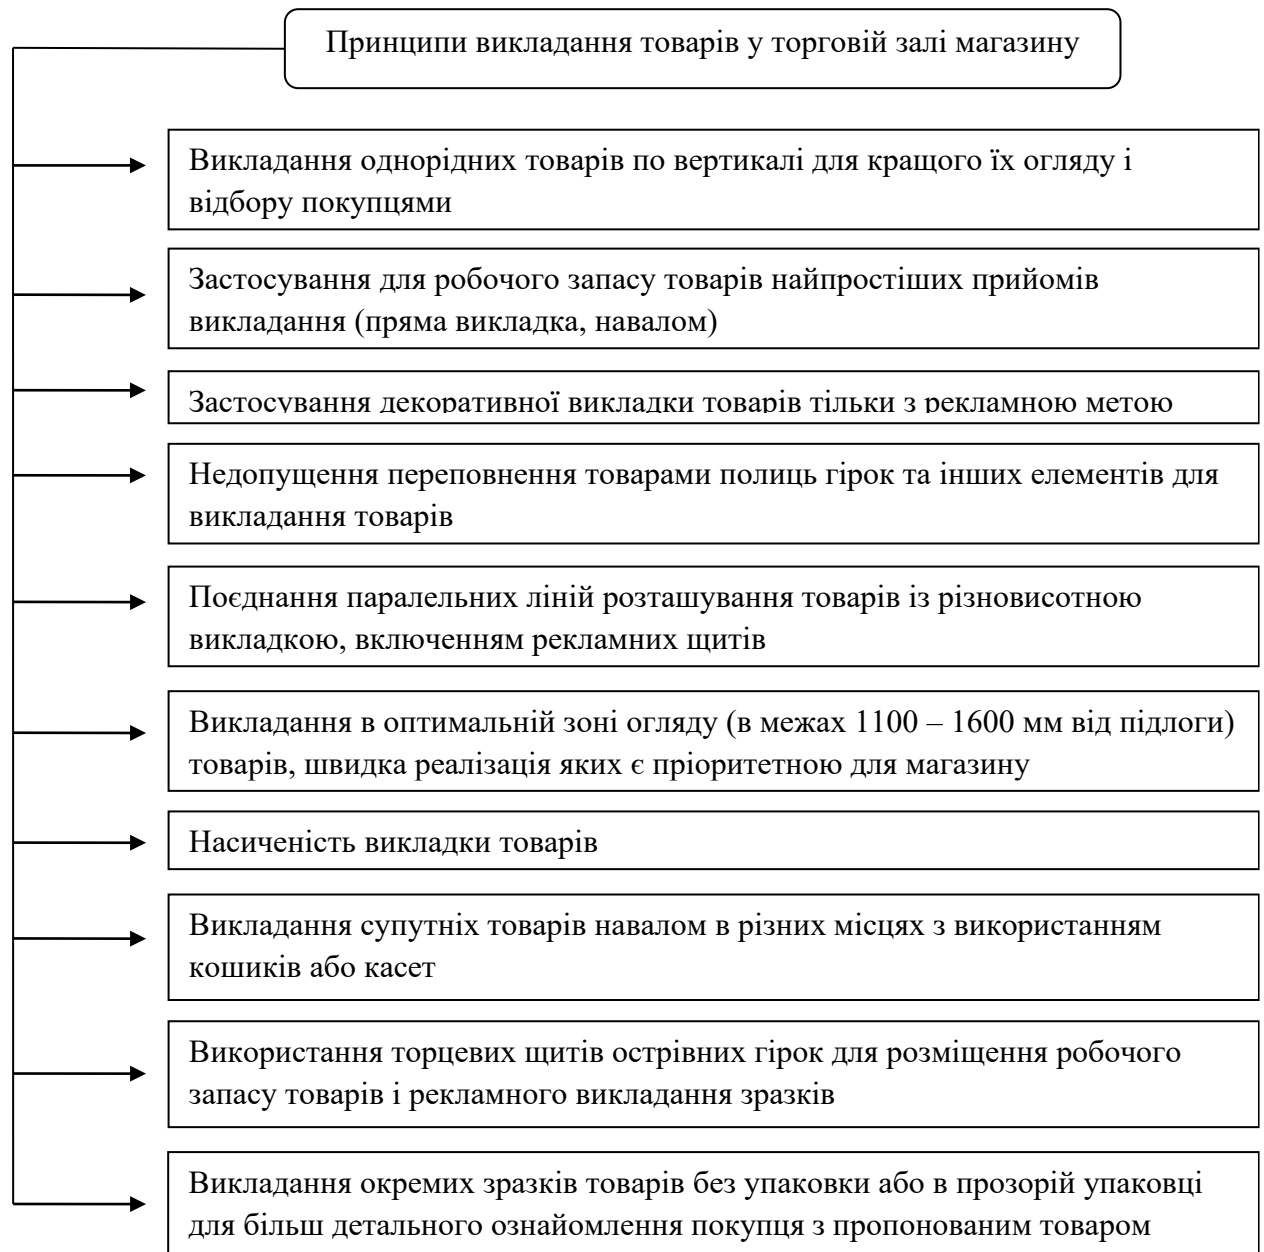 Принципи викладання товарів у торговій залі магазину
Викладання однорідних товарів по вертикалі для кращого їх огляду і
відбору покупцями
Застосування для робочого запасу товарів найпростіших прийомів
викладання (пряма викладка, навалом)
Застосування декоративної викладки товарів тільки з рекламною метою
Недопущення переповнення товарами полиць гірок та інших елементів для
викладання товарів
Поєднання паралельних ліній розташування товарів із різновисотною
викладкою, включенням рекламних щитів
Викладання в оптимальній зоні огляду (в межах 1100 – 1600 мм від підлоги)
товарів, швидка реалізація яких є пріоритетною для магазину
Насиченість викладки товарів
Викладання супутніх товарів навалом в різних місцях з використанням
кошиків або касет
Використання торцевих щитів острівних гірок для розміщення робочого
запасу товарів і рекламного викладання зразків
Викладання окремих зразків товарів без упаковки або в прозорій упаковці
для більш детального ознайомлення покупця з пропонованим товаром